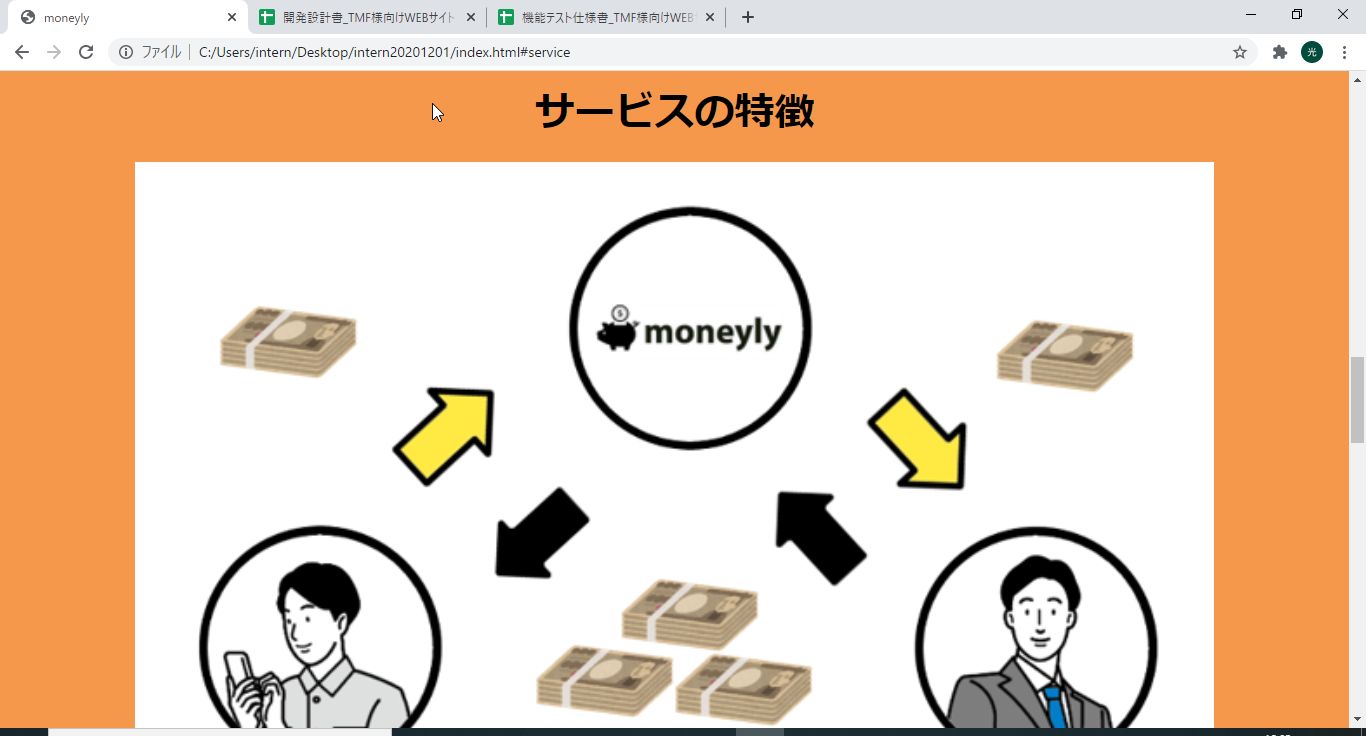 moneyly
開発設計書_TMF様向けWEBサイト
機能テスト仕様書_TMF様向けWEB
ファイル
C:/Users/intern/Desktop/intern20201201/index.html#service
光
サービスの特徴
$
moneyly